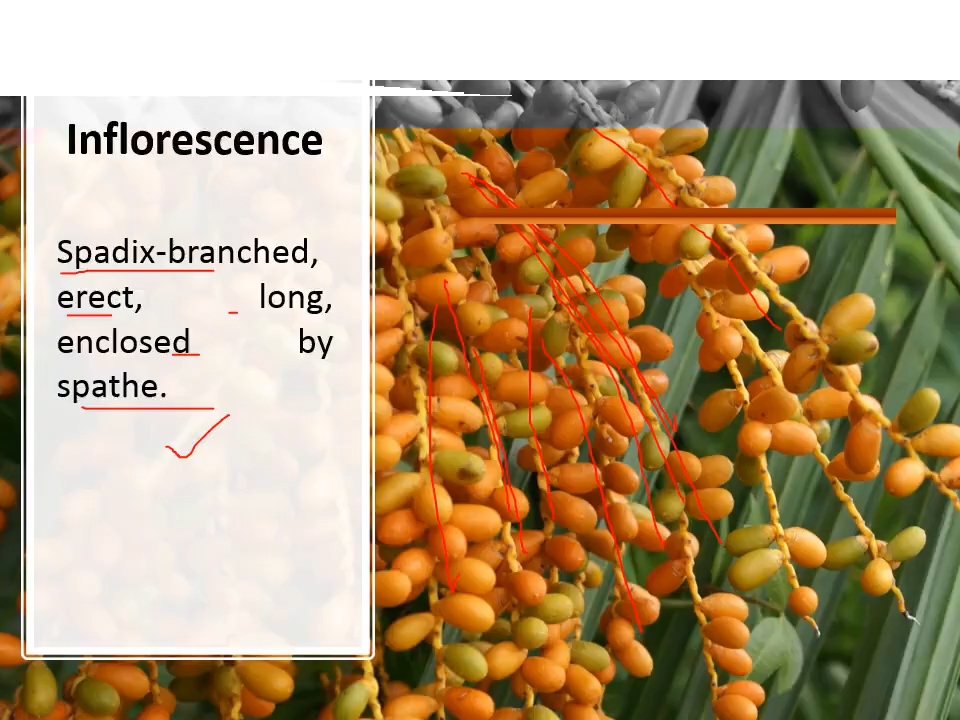 Inflorescence
Spadix-branched,
erect, long,
enclosed by
spathe.